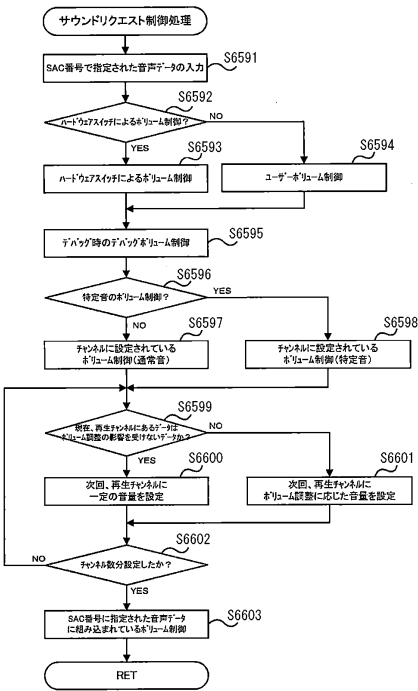 サウンドリクエスト制御処理
S6591
SAC番号で指定された音声データの入力
S6592
ハードウェアスイッチによるボリューム制御？
NO
YES
S6593
ハードウェアスイッチによるボリューム制御
S6594
ユーザーボリューム制御
S6595
デバッグ時のデバッグボリューム制御
S6596
特定音のボリューム制御？
YES
NO
S6597
チャンネルに設定されている
ボリューム制御(通常音)
S6598
チャンネルに設定されている
ボリューム制御(特定音)
S6599
現在、再生チャンネルにあるデータは
ボリューム調整の影響を受けないデータか？
NO
YES
S6600
次回、再生チャンネルに
一定の音量を設定
S6601
次回、再生チャンネルに
ボリューム調整に応じた音量を設定
S6602
チャンネル数分設定したか？
NO
YES
S6603
SAC番号に指定された音声データ
に組み込まれているボリューム制御
RET